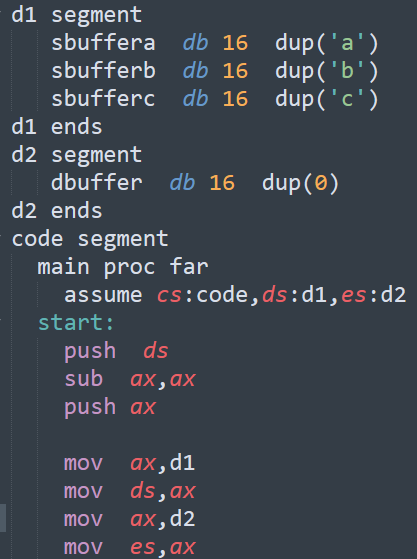 d1 segment
sbuffera db 16 dup('a')
sbufferb db 16 dup('b')
sbufferc db 16 dup('c')
d1 ends
d2 segment
dbuffer db 16 dup(0)
d2 ends
code segment
main proc far
assume cs:code,ds:d1,es:d2
start:
push ds
sub ax,ax
push ax
mov ax,d1
mov ds,ax
mov ax,d2
mov es,ax